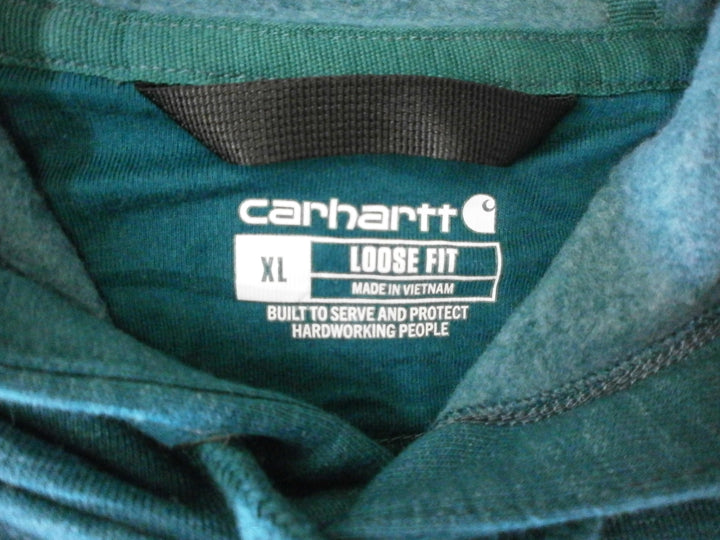 carhartt
XL
LOOSE FIT
MADE IN VIETNAM
BUILT TO SERVE AND PROTECT
HARDWORKING PEOPLE